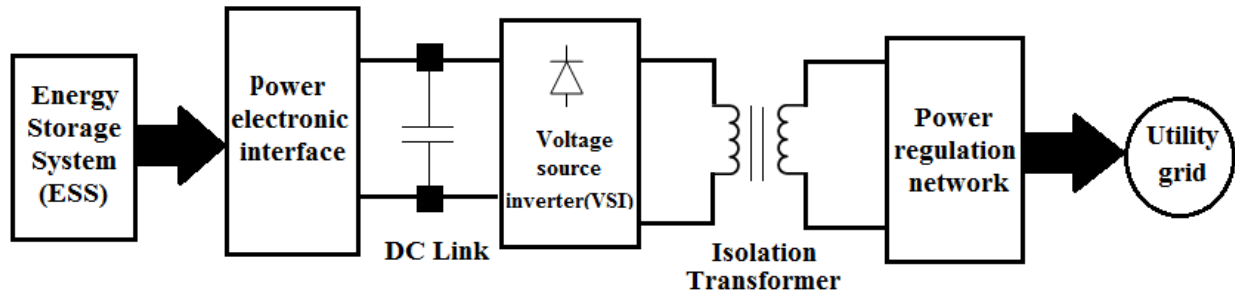 Energy
Storage
System
(ESS)
Power
electronic
interface
DC Link
Voltage
source
inverter(VSI)
Isolation
Transformer
Power
regulation
network
Utility
grid